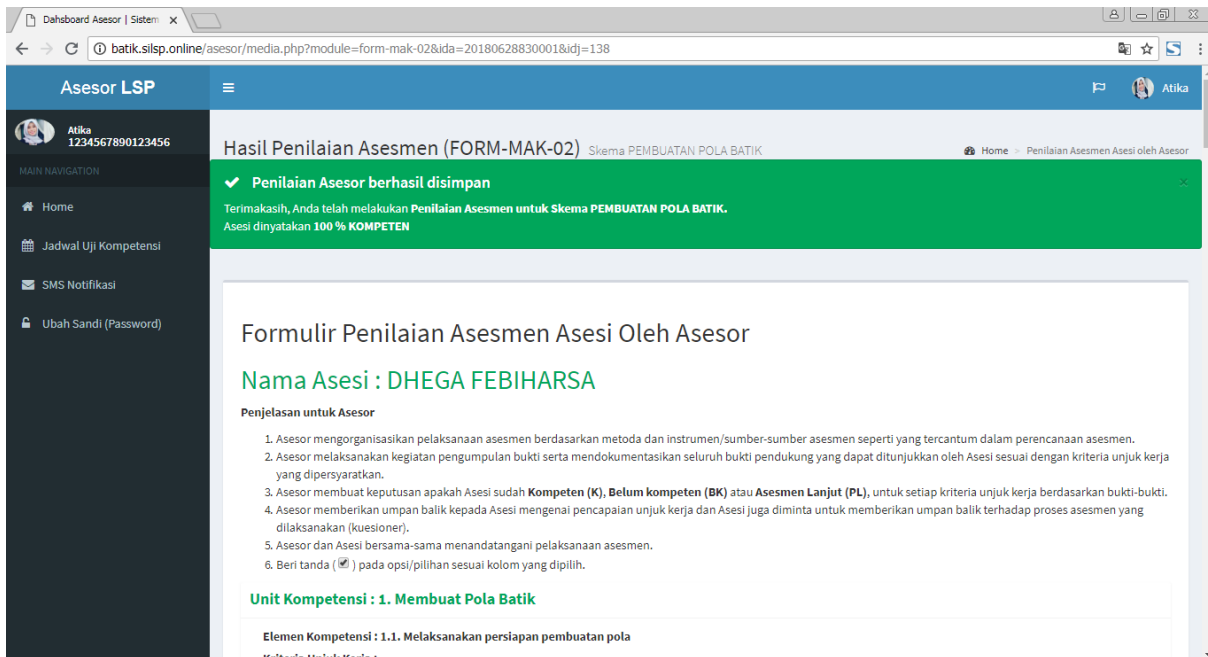 Dahsboard Asesor | Sistem
batik.silsp.online/asesor/media.php?module=form-mak-02&ida=20180628830001&idj=138
Asesor LSP
Atika
Atika
1234567890123456
MAIN NAVIGATION
Home
Jadwal Uji Kompetensi
SMS Notifikasi
Ubah Sandi (Password)
Hasil Penilaian Asesmen (FORM-MAK-02) Skema PEMBUATAN POLA BATIK
Home > Penilaian Asesmen Asesi oleh Asesor
Penilaian Asesor berhasil disimpan
Terimakasih, Anda telah melakukan Penilaian Asesmen untuk Skema PEMBUATAN POLA BATIK.
Asesi dinyatakan 100 % KOMPETEN
Formulir Penilaian Asesmen Asesi Oleh Asesor
Nama Asesi : DHEGA FEBIHARSA
Penjelasan untuk Asesor
1. Asesor mengorganisasikan pelaksanaan asesmen berdasarkan metoda dan instrumen/sumber-sumber asesmen seperti yang tercantum dalam perencanaan asesmen.
2. Asesor melaksanakan kegiatan pengumpulan bukti serta mendokumentasikan seluruh bukti pendukung yang dapat ditunjukkan oleh Asesi sesuai dengan kriteria unjuk kerja
yang dipersyaratkan.
3. Asesor membuat keputusan apakah Asesi sudah Kompeten (K), Belum kompeten (BK) atau Asesmen Lanjut (PL), untuk setiap kriteria unjuk kerja berdasarkan bukti-bukti.
4. Asesor memberikan umpan balik kepada Asesi mengenai pencapaian unjuk kerja dan Asesi juga diminta untuk memberikan umpan balik terhadap proses asesmen yang
dilaksanakan (kuesioner).
5. Asesor dan Asesi bersama-sama menandatangani pelaksanaan asesmen.
6. Beri tanda ( ) pada opsi/pilihan sesuai kolom yang dipilih.
Unit Kompetensi : 1. Membuat Pola Batik
Elemen Kompetensi : 1.1. Melaksanakan persiapan pembuatan pola
Kriteria Unjuk Kerja :